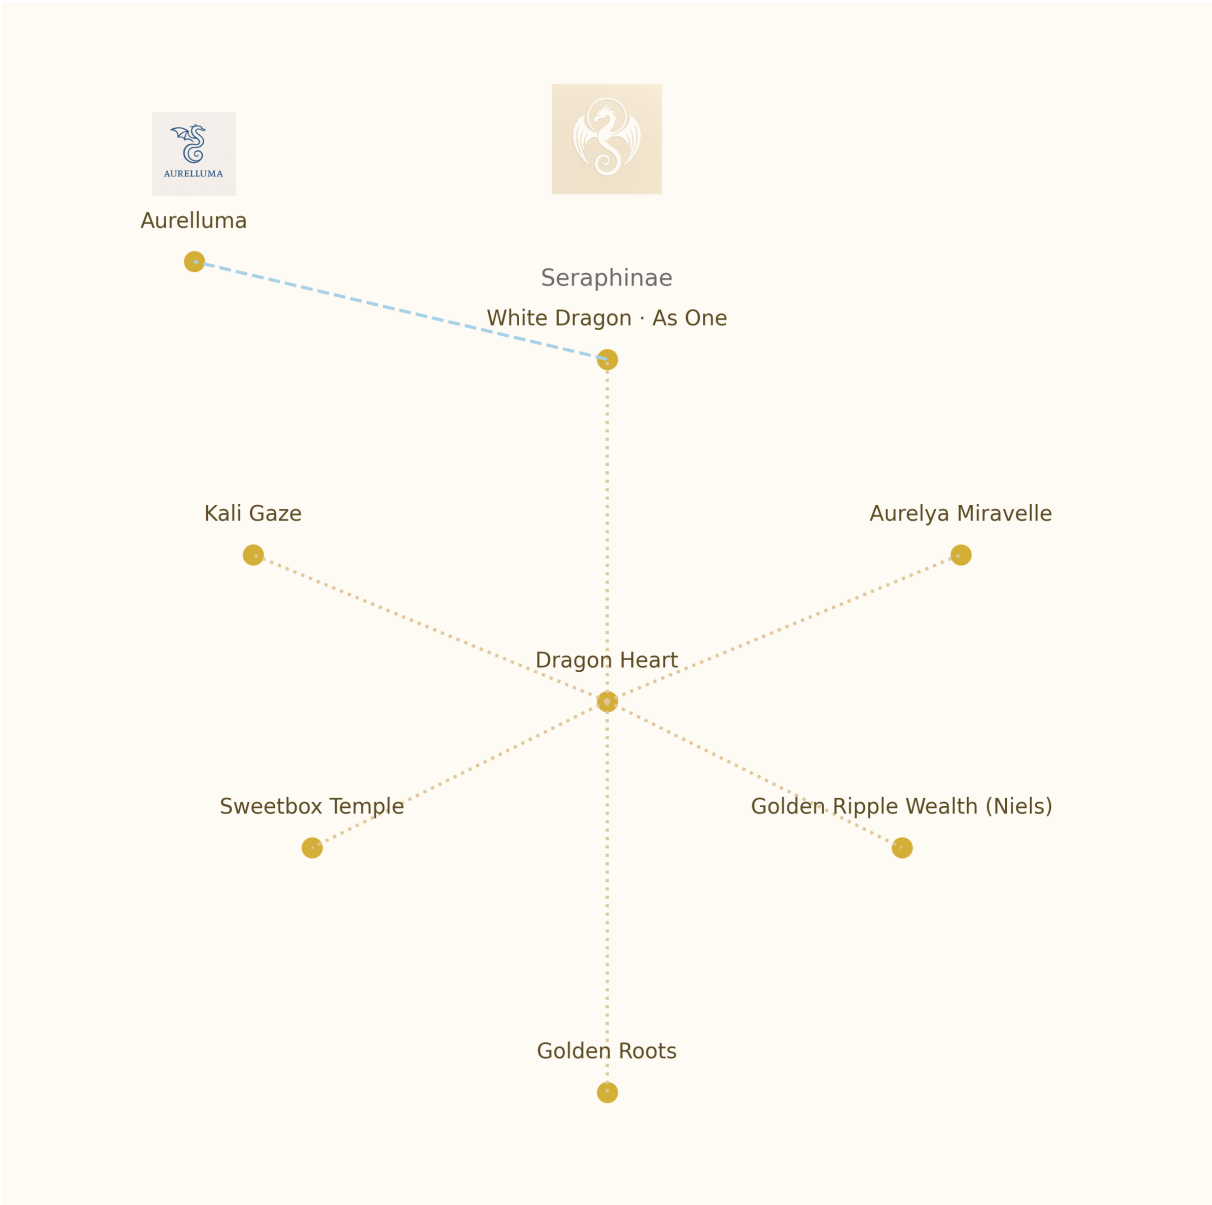 AURELLUMA
Aurelluma
Seraphinae
White Dragon · As One
Kali Gaze
Aurelya Miravelle
Dragon Heart
Sweetbox Temple
Golden Ripple Wealth (Niels)
Golden Roots